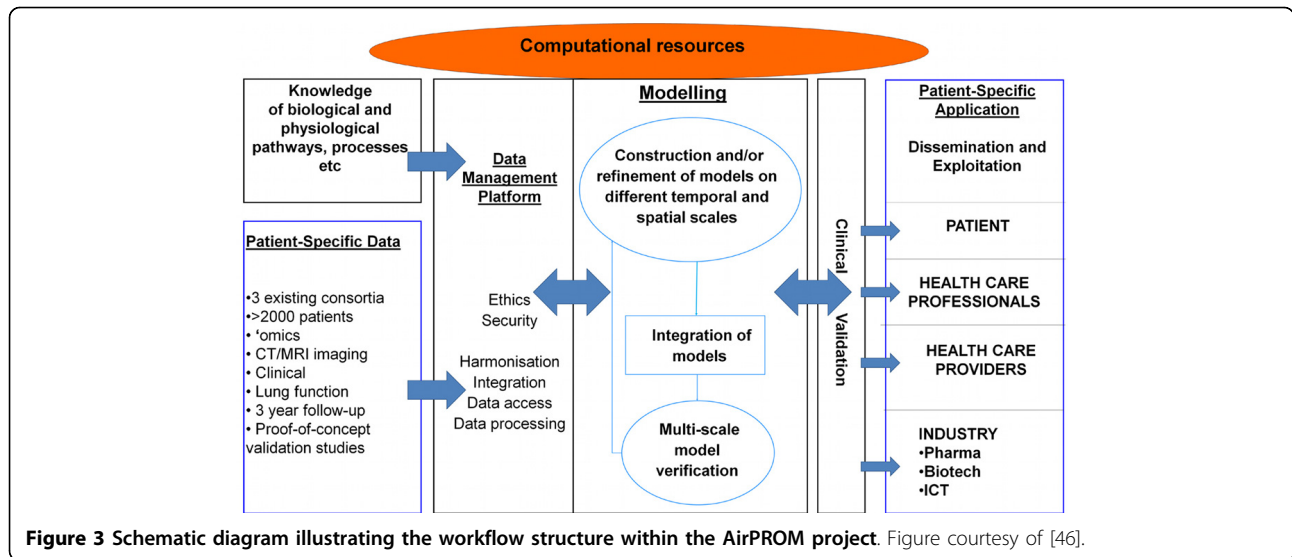 Computational resources
Knowledge
of biological and
physiological
pathways, processes
etc
Patient-Specific Data
•3 existing consortia
•>2000 patients
• ‘omics
• CT/MRI imaging
• Clinical
• Lung function
• 3 year follow-up
• Proof-of-concept
validation studies
Data
Management
Platform
Ethics
Security
Harmonisation
Integration
Data access
Data processing
Modelling
Construction and/or
refinement of models on
different temporal and
spatial scales
Integration of
models
Multi-scale
model
verification
Clinical Validation
Patient-Specific
Application
Dissemination and
Exploitation
PATIENT
HEALTH CARE
PROFESSIONALS
HEALTH CARE
PROVIDERS
INDUSTRY
•Pharma
•Biotech
•ICT
Figure 3 Schematic diagram illustrating the workflow structure within the AirPROM project. Figure courtesy of [46].